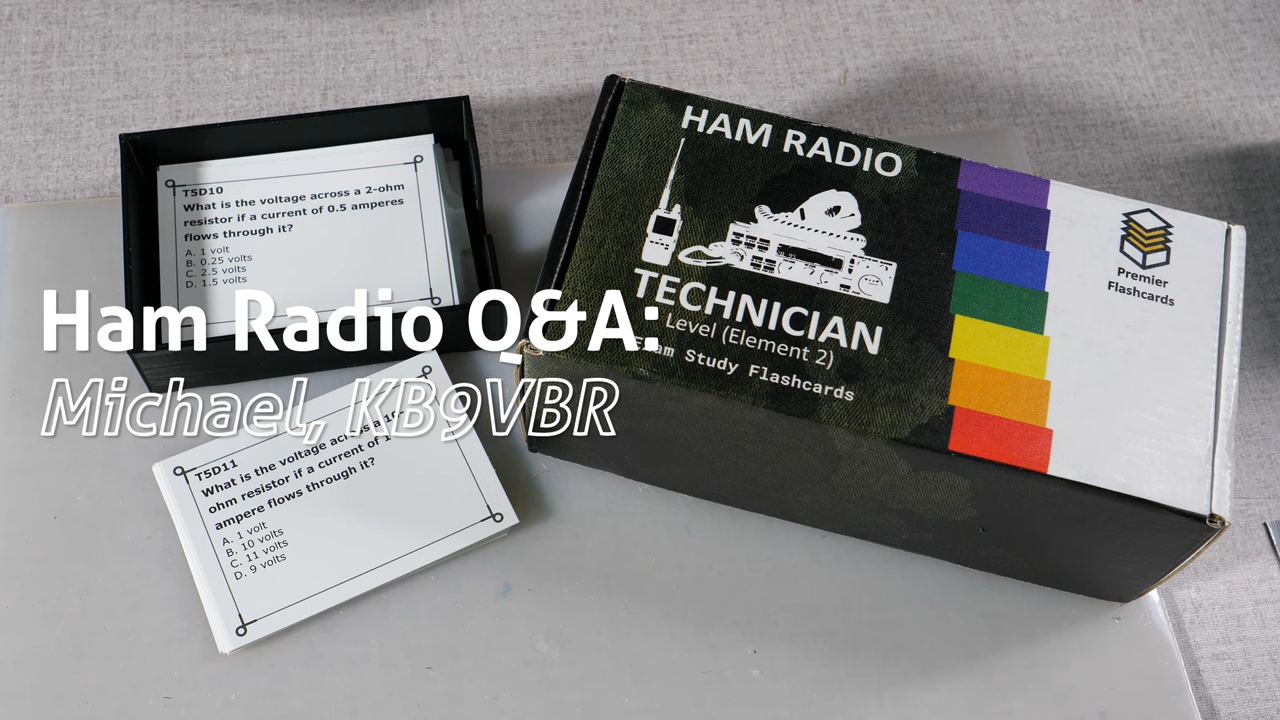 T5D10
What is the voltage across a 2-ohm
resistor if a current of 0.5 amperes
flows through it?
A. 1 volt
B. 0.25 volts
C. 2.5 volts
D. 1.5 volts
HAM RADIO
TECHNICIAN
Level (Element 2)
Exam Study Flashcards
Premier
Flashcards
Ham Radio Q&A:
Michael, KB9VBR
T5D11
What is the voltage across a 10-
ohm resistor if a current of 1
ampere flows through it?
A. 1 volt
B. 10 volts
C. 11 volts
D. 9 volts